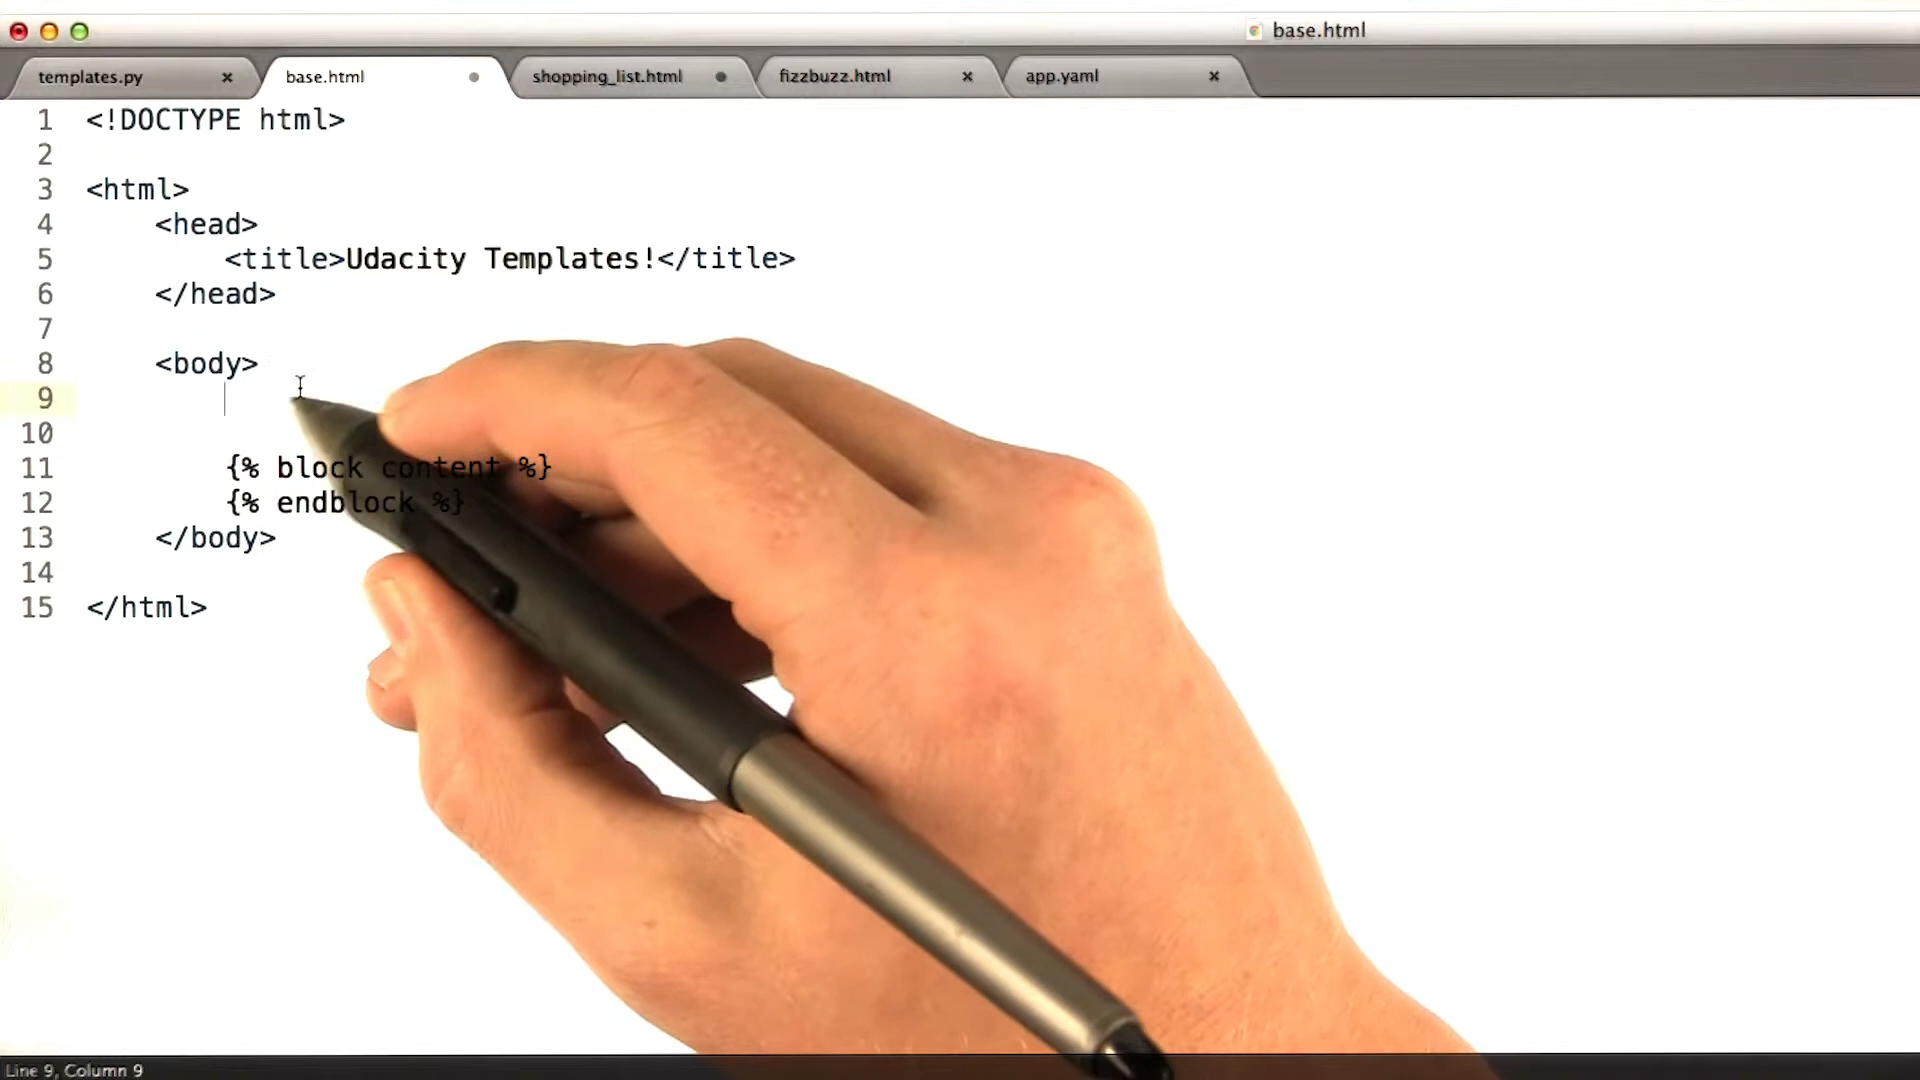 base.html
templates.py
base.html
shopping_list.html
fizzbuzz.html
app.yaml
1 <!DOCTYPE html>
2
3 <html>
4     <head>
5         <title>Udacity Templates!</title>
6     </head>
7
8     <body>
9
10
11         {% block content %}
12         {% endblock %}
13     </body>
14
15 </html>
Line 9, Column 9